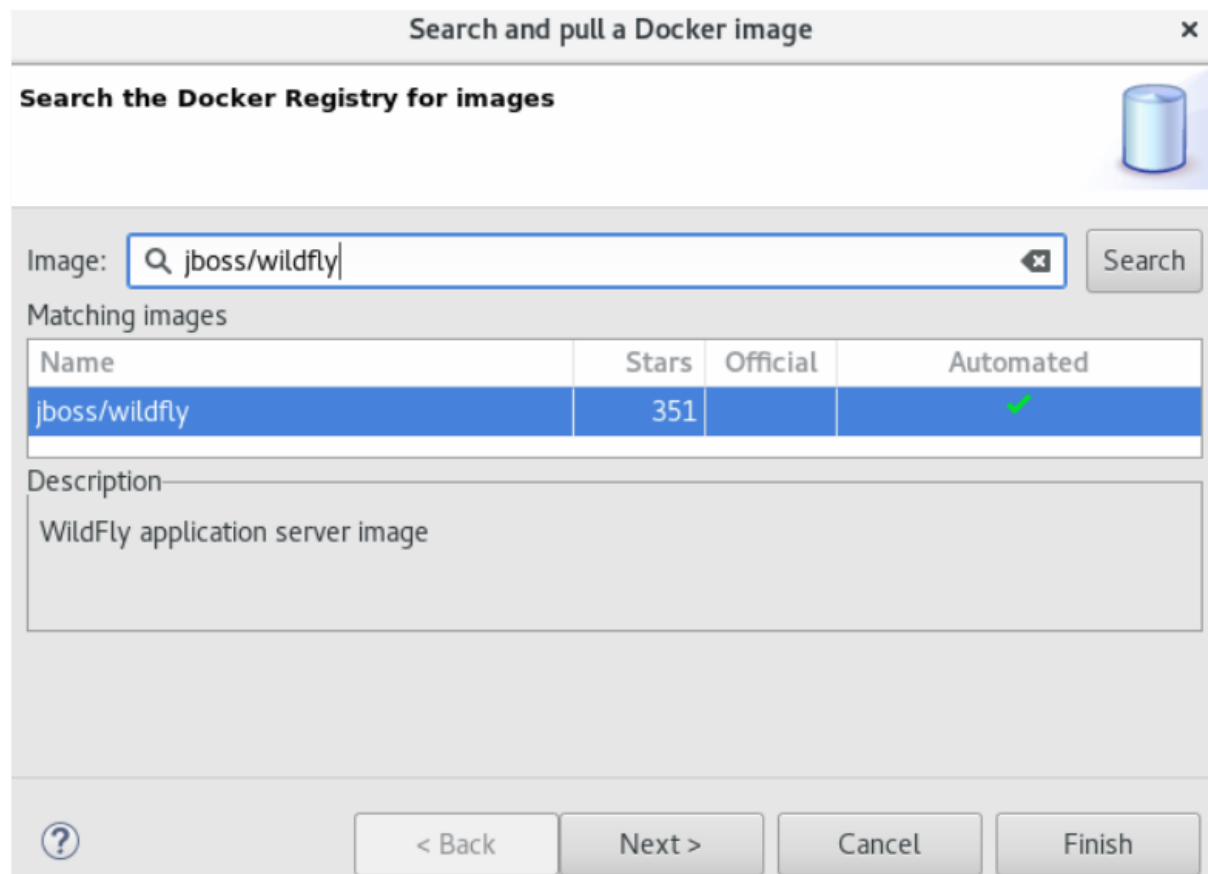 Search and pull a Docker image
Search the Docker Registry for images
Image: jboss/wildfly Search
Matching images
Name Stars Official Automated
jboss/wildfly 351
Description
WildFly application server image
< Back Next > Cancel Finish